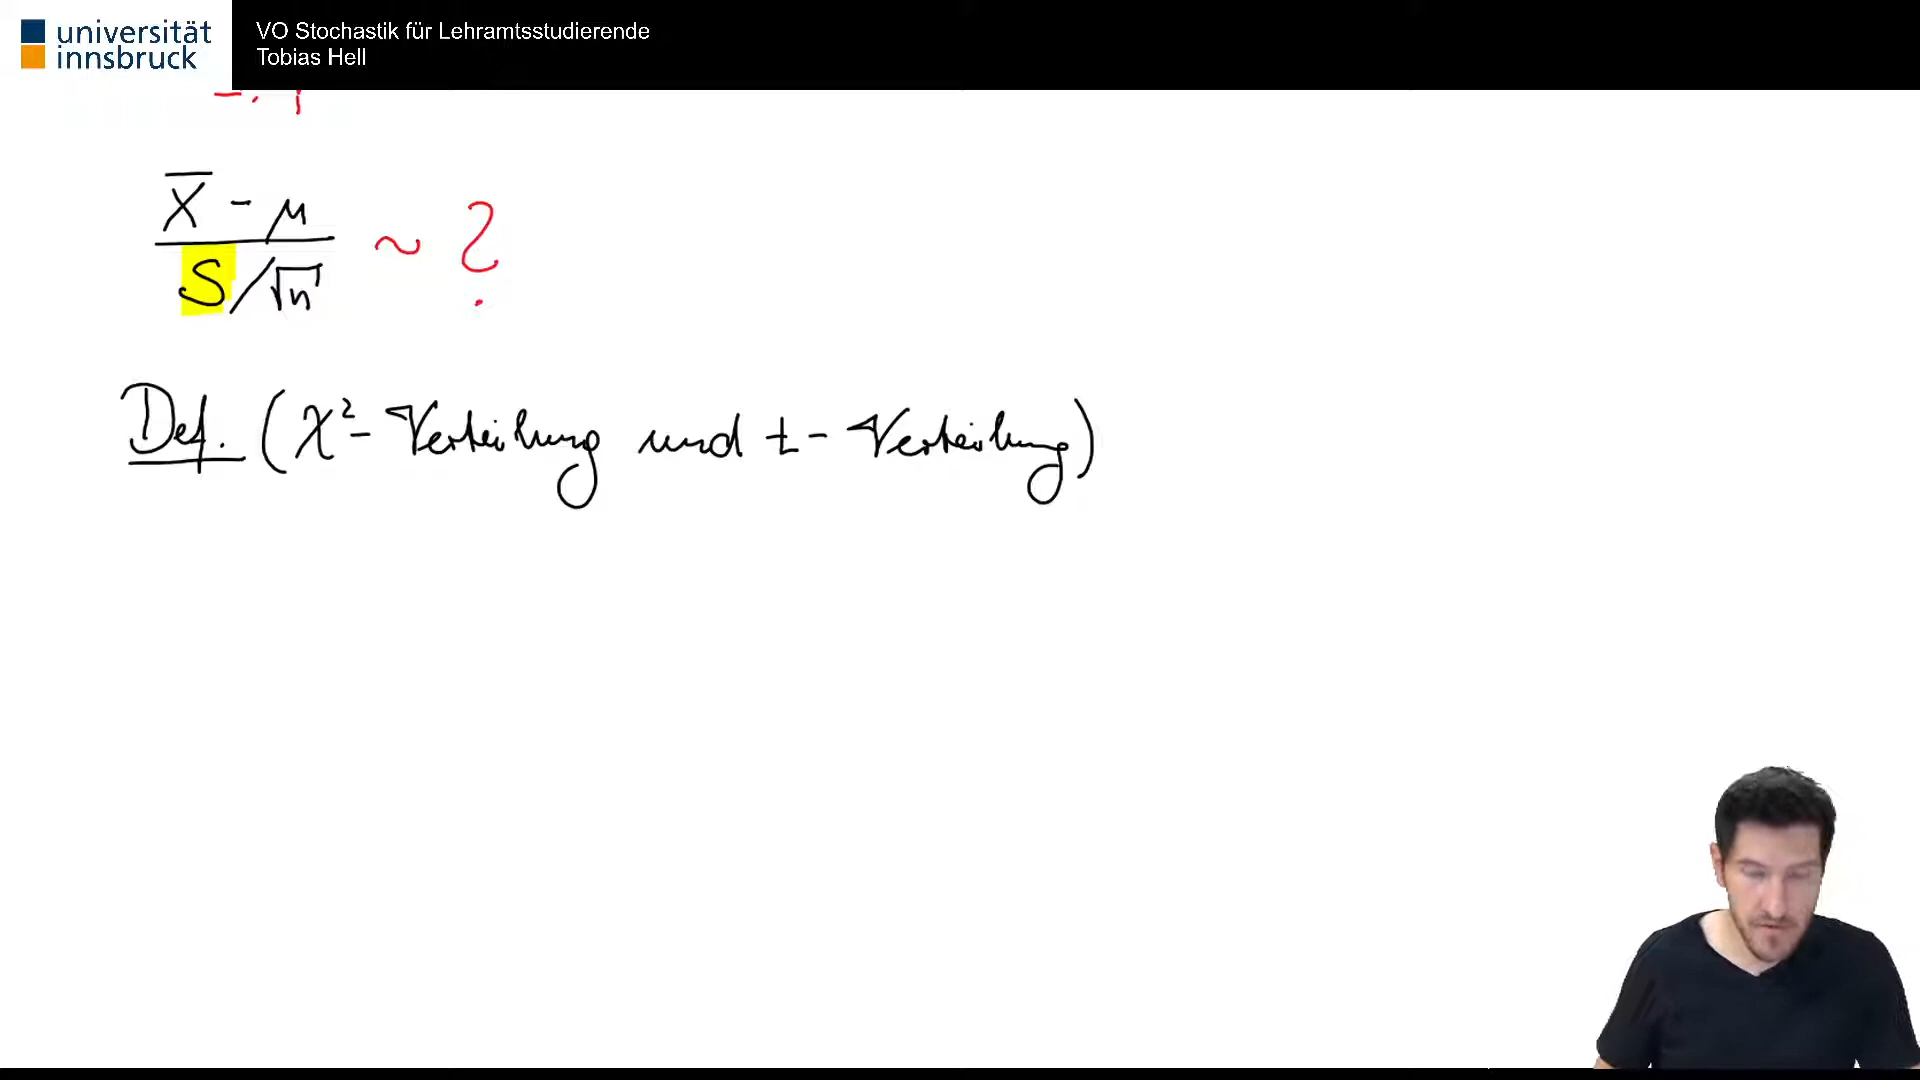 universität
innsbruck
VO Stochastik für Lehramtsstudierende
Tobias Hell
X̄ - μ
S/√n ~ ?
Def. (χ²- Verteilung und t - Verteilung)